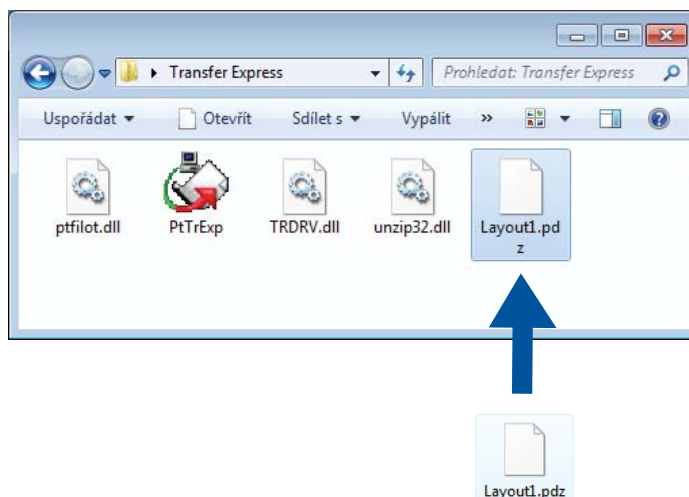 Transfer Express
Prohledat: Transfer Express
Uspořádat
Otevřít
Sdílet s
Vypálit
»
ptfilot.dll
PtTrExp
TRDRV.dll
unzip32.dll
Layout1.pd
z
Layout1.pdz